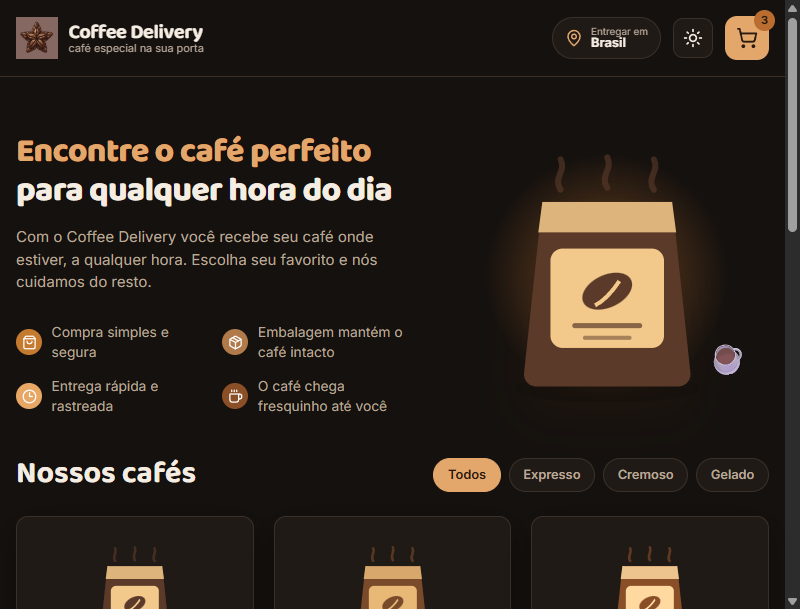 Coffee Delivery
café especial na sua porta
Entregar em
Brasil
3
Encontre o café perfeito
para qualquer hora do dia
Com o Coffee Delivery você recebe seu café onde
estiver, a qualquer hora. Escolha seu favorito e nós
cuidamos do resto.
Compra simples e
segura
Embalagem mantém o
café intacto
Entrega rápida e
rastreada
O café chega
fresquinho até você
Nossos cafés
Todos
Expresso
Cremoso
Gelado